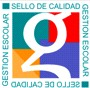 SELLO DE CALIDAD
GESTION ESCOLAR
g
GESTION ESCOLAR
SELLO DE CALIDAD